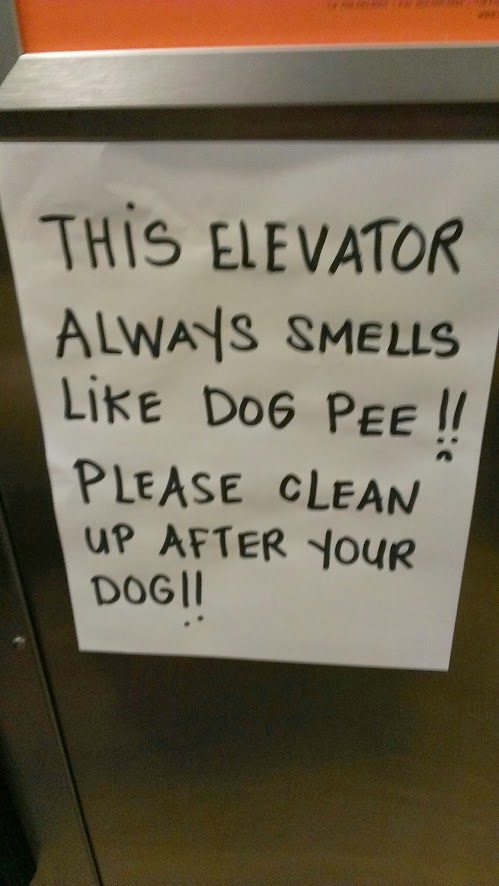 THiS ELEVATOR
ALWAYS SMELLS
LiKE DOG PEE !!
PLEASE CLEAN
UP AFTER YOUR
DOG!!